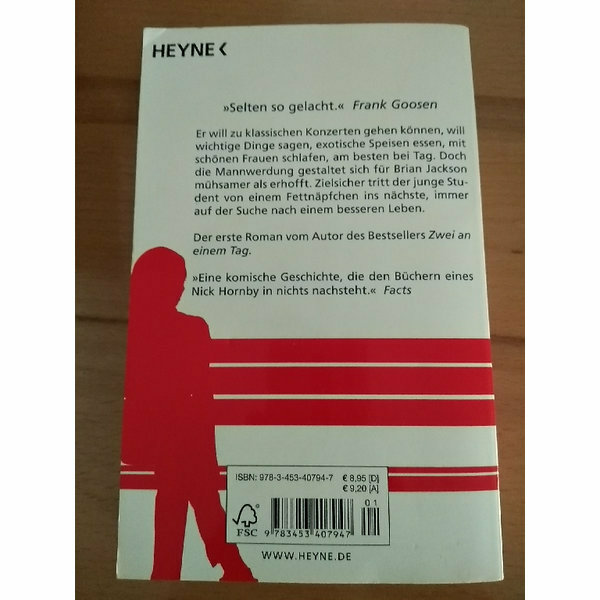 HEYNE<
»Selten so gelacht.« Frank Goosen
Er will zu klassischen Konzerten gehen können, will
wichtige Dinge sagen, exotische Speisen essen, mit
schönen Frauen schlafen, am besten bei Tag. Doch
die Mannwerdung gestaltet sich für Brian Jackson
mühsamer als erhofft. Zielsicher tritt der junge Stu-
dent von einem Fettnäpfchen ins nächste, immer
auf der Suche nach einem besseren Leben.
Der erste Roman vom Autor des Bestsellers Zwei an
einem Tag.
»Eine komische Geschichte, die den Büchern eines
Nick Hornby in nichts nachsteht.« Facts
ISBN: 978-3-453-40794-7 € 8,95 [D]
€ 9,20 [A]
01
FSC 9 783453 407947
WWW.HEYNE.DE